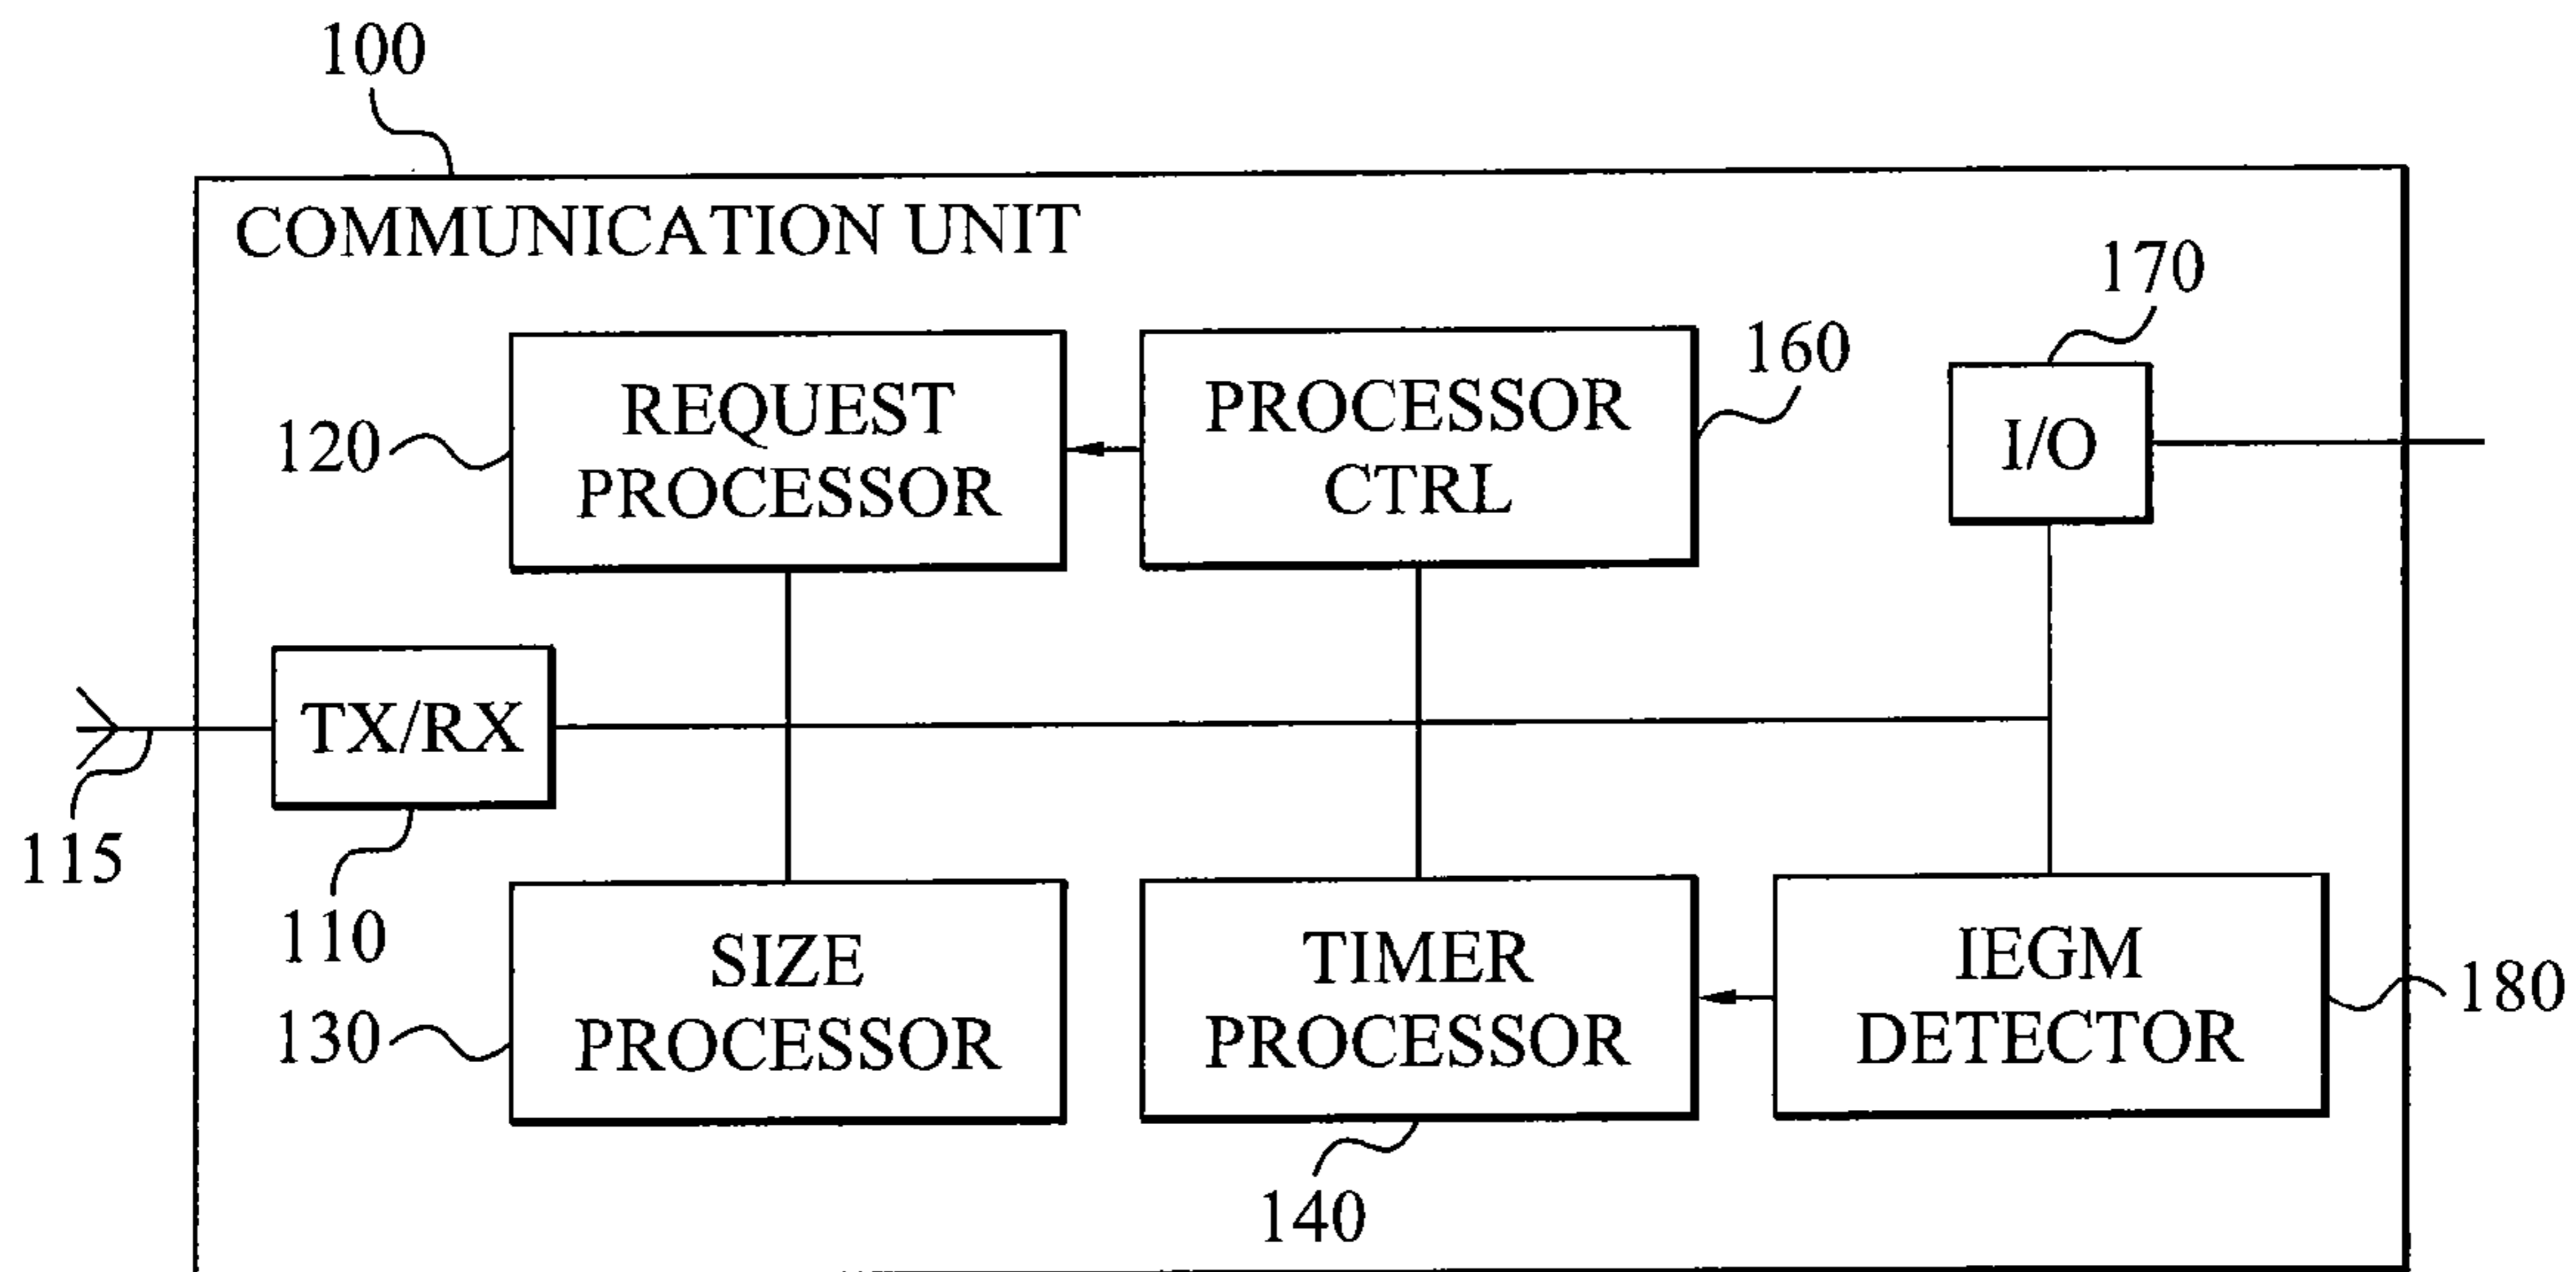 100
COMMUNICATION UNIT
170
160
REQUEST
PROCESSOR
PROCESSOR
CTRL
I/O
120
TX/RX
115
110
SIZE
PROCESSOR
TIMER
PROCESSOR
IEGM
DETECTOR
180
130
140